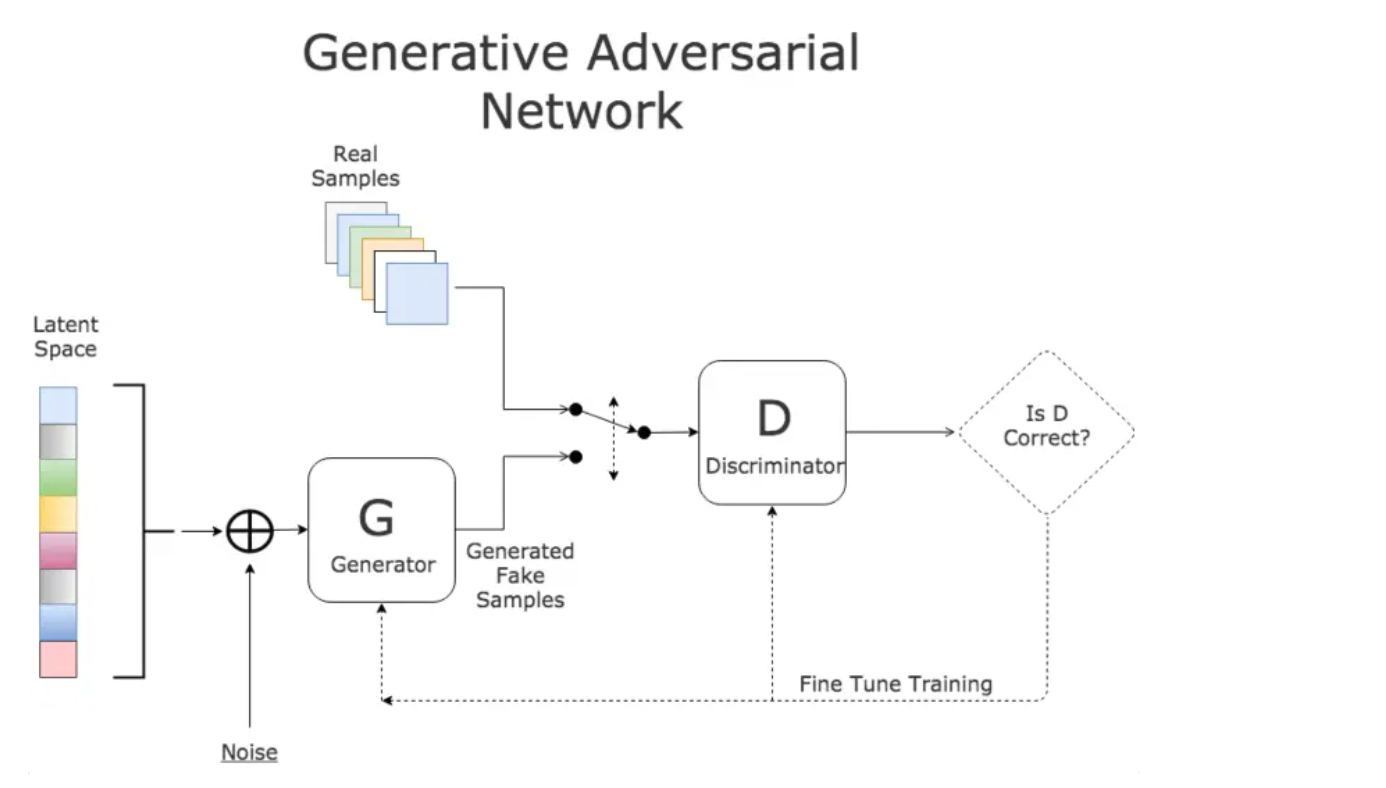 Generative Adversarial
Network
Real
Samples
Latent
Space
G
Generator
Generated
Fake
Samples
D
Discriminator
Is D
Correct?
Fine Tune Training
Noise